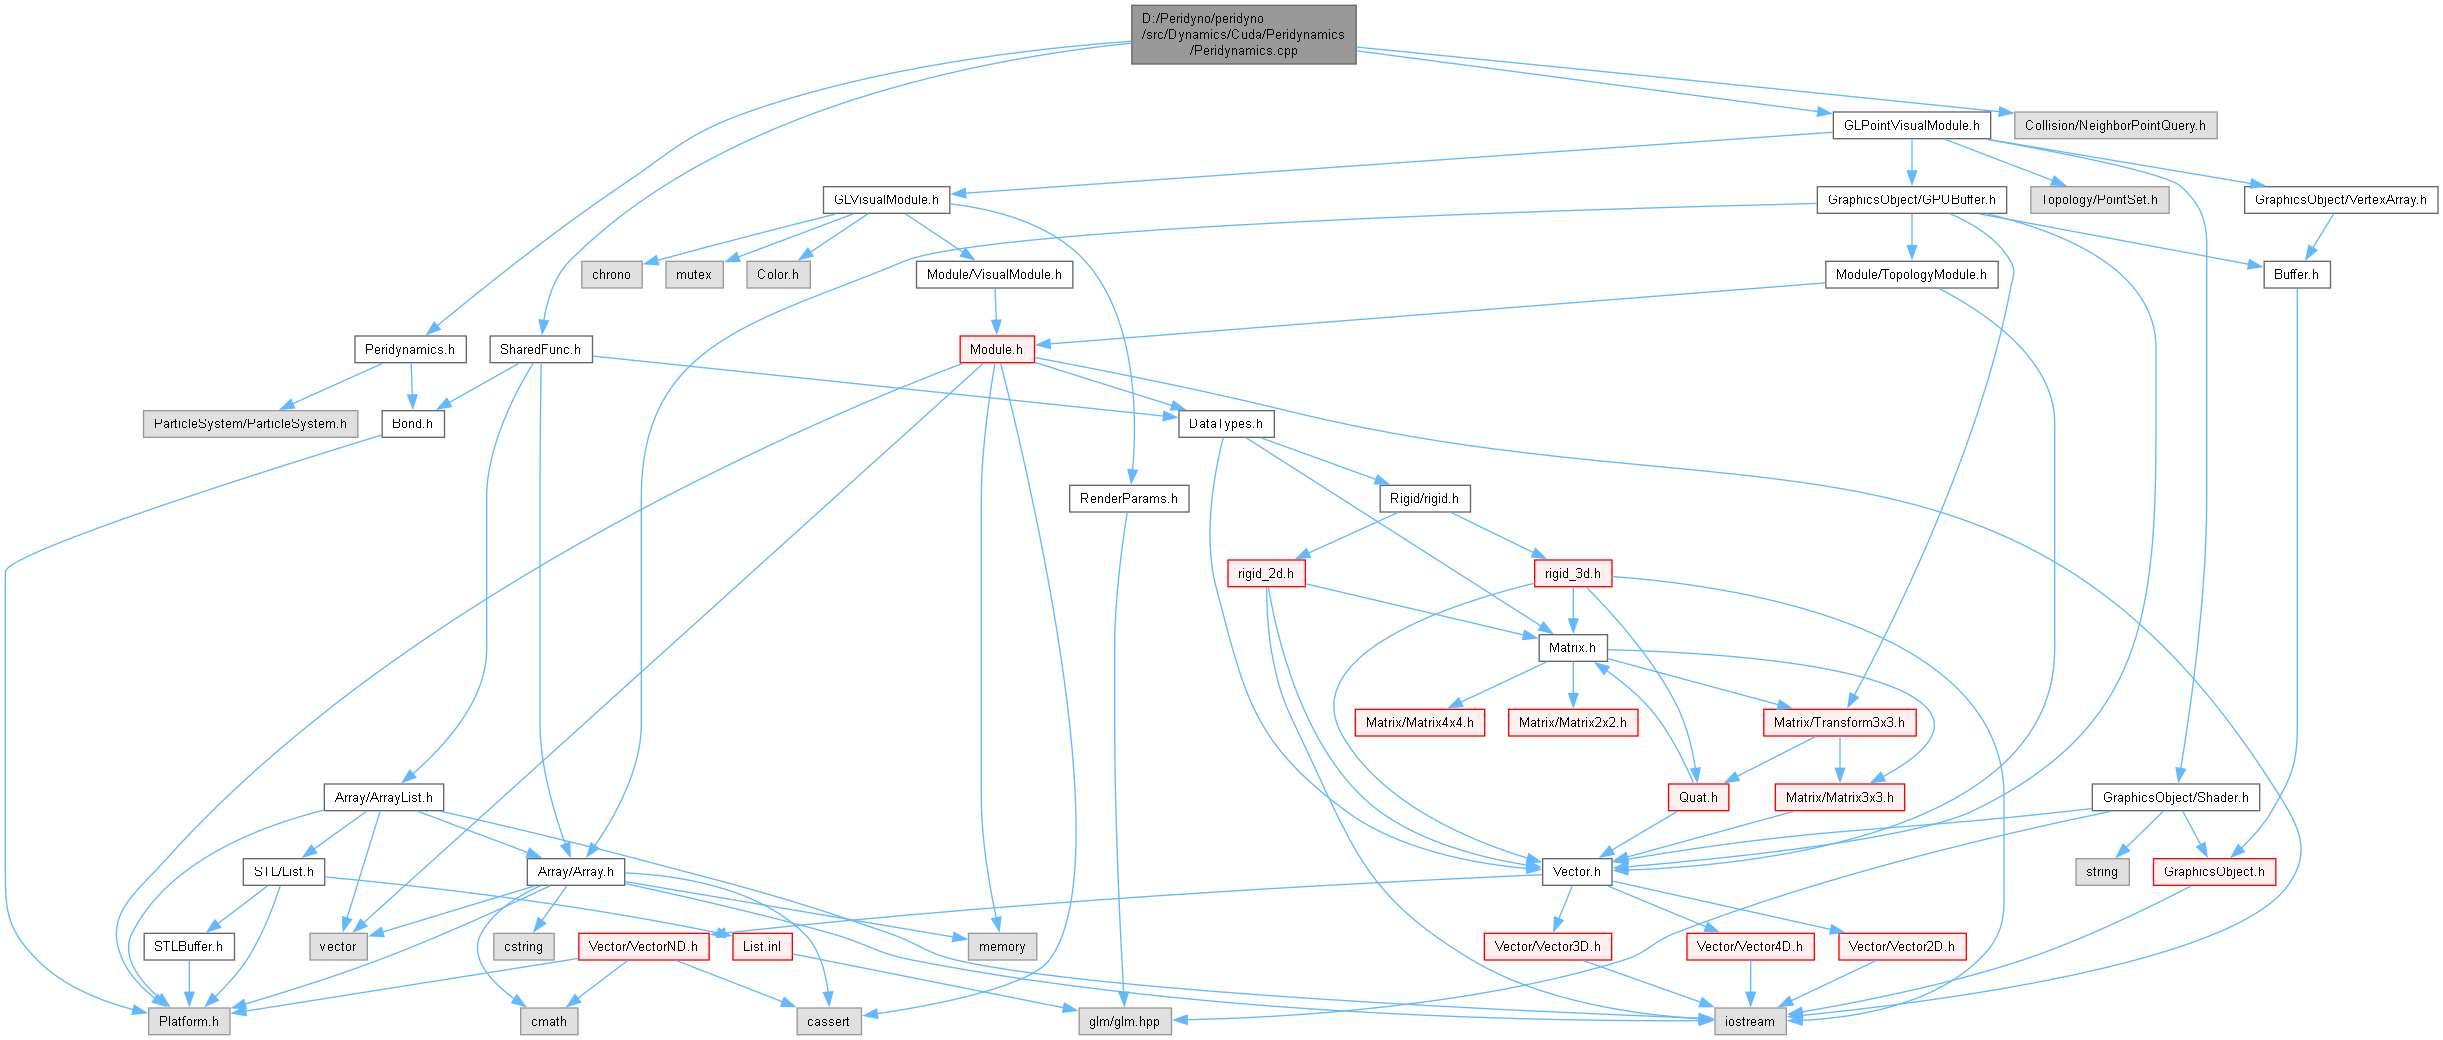 D:/Peridyno/peridyno
/src/Dynamics/Cuda/Peridynamics
/Peridynamics.cpp
GLPointVisualModule.h
Collision/NeighborPointQuery.h
GLVisualModule.h
GraphicsObject/GPUBuffer.h
Topology/PointSet.h
GraphicsObject/VertexArray.h
chrono
mutex
Color.h
Module/VisualModule.h
Module/TopologyModule.h
Buffer.h
Peridynamics.h
SharedFunc.h
Module.h
ParticleSystem/ParticleSystem.h
Bond.h
DataTypes.h
RenderParams.h
Rigid/rigid.h
rigid_2d.h
rigid_3d.h
Matrix.h
Matrix/Matrix4x4.h
Matrix/Matrix2x2.h
Matrix/Transform3x3.h
Array/ArrayList.h
Quat.h
Matrix/Matrix3x3.h
GraphicsObject/Shader.h
STL/List.h
Array/Array.h
Vector.h
string
GraphicsObject.h
STLBuffer.h
vector
cstring
Vector/VectorND.h
List.inl
memory
Vector/Vector3D.h
Vector/Vector4D.h
Vector/Vector2D.h
Platform.h
cmath
cassert
glm/glm.hpp
iostream